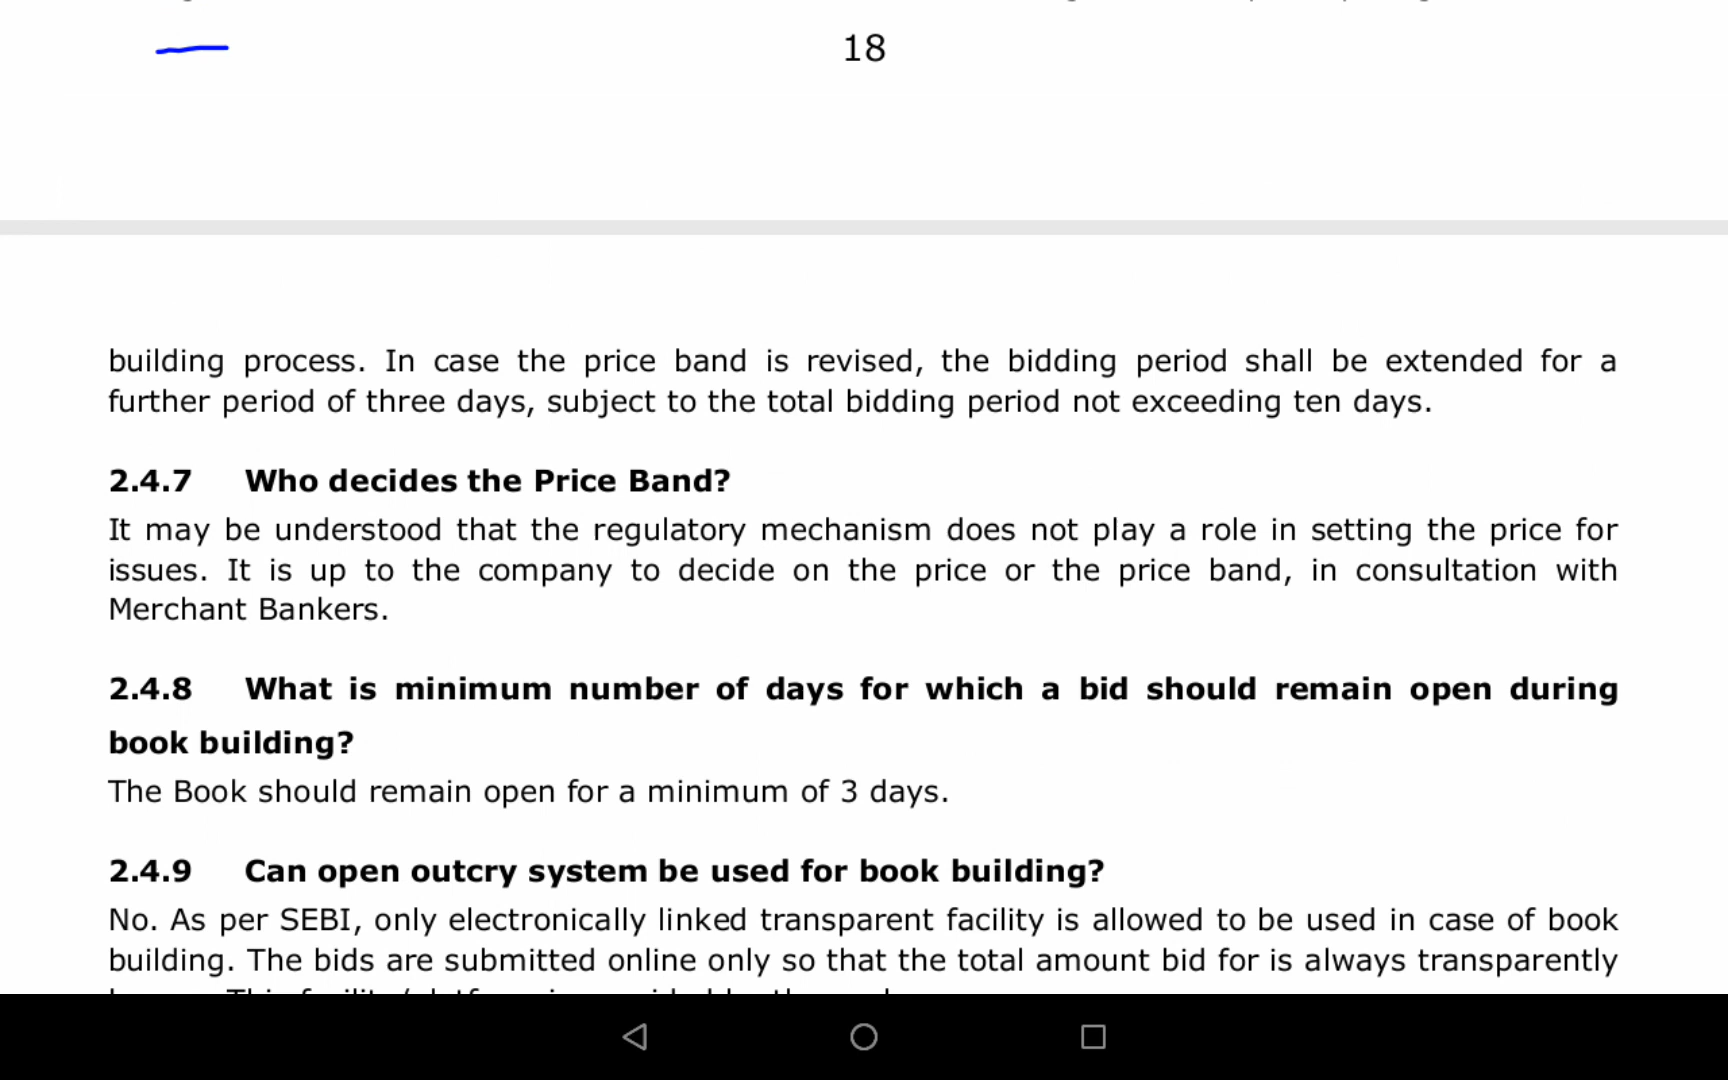 18
building process. In case the price band is revised, the bidding period shall be extended for a
further period of three days, subject to the total bidding period not exceeding ten days.
2.4.7 Who decides the Price Band?
It may be understood that the regulatory mechanism does not play a role in setting the price for
issues. It is up to the company to decide on the price or the price band, in consultation with
Merchant Bankers.
2.4.8 What is minimum number of days for which a bid should remain open during
book building?
The Book should remain open for a minimum of 3 days.
2.4.9 Can open outcry system be used for book building?
No. As per SEBI, only electronically linked transparent facility is allowed to be used in case of book
building. The bids are submitted online only so that the total amount bid for is always transparently